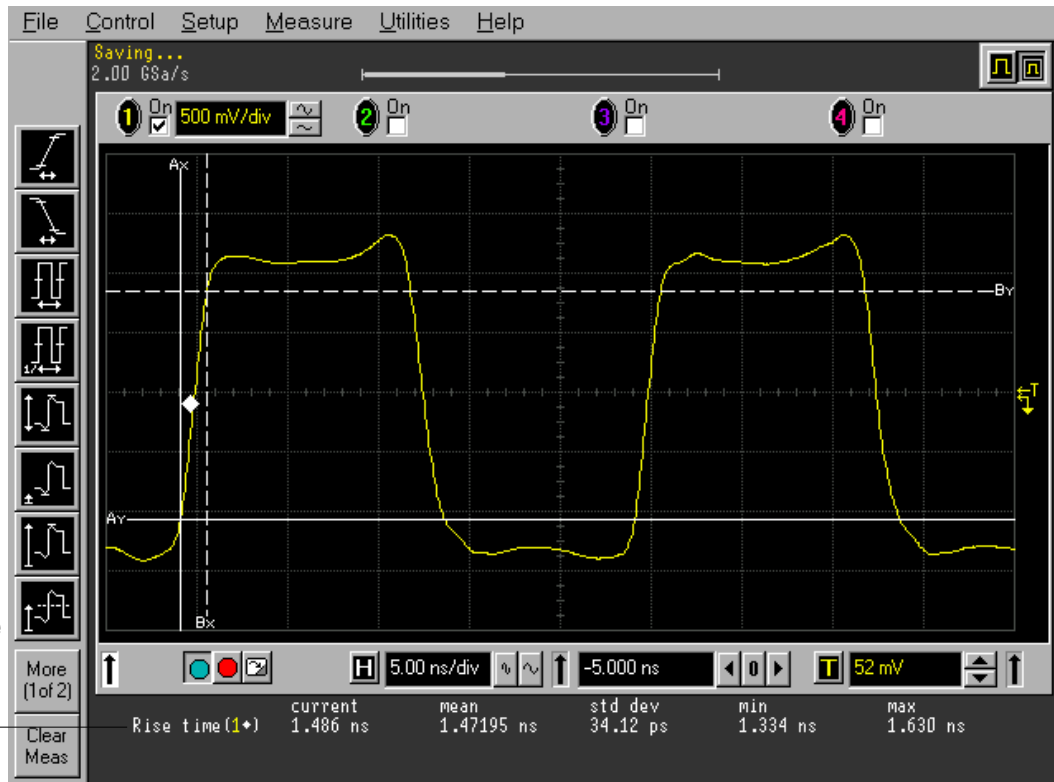 File Control Setup Measure Utilities Help
Saving...
2.00 GSa/s
1 On 500 mV/div 2 On 3 On 4 On
Ax
By
T
Ay
Bx
1/
More
(1of 2)
H 5.00 ns/div -5.000 ns 0 T 52 mV
current mean std dev min max
Rise time(1) 1.486 ns 1.47195 ns 34.12 ps 1.334 ns 1.630 ns
Clear
Meas